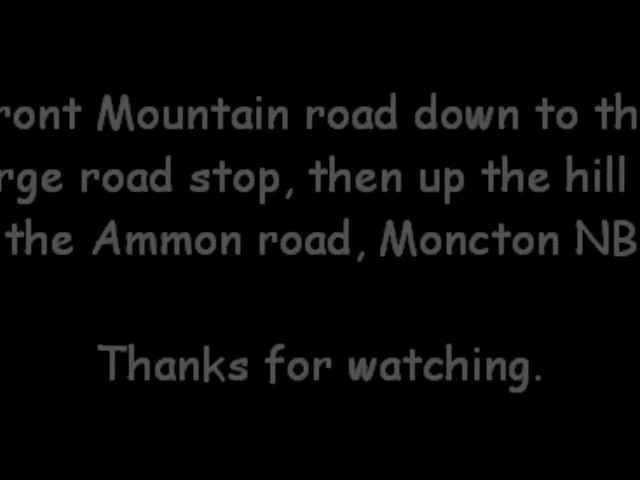 ront Mountain road down to th
rge road stop, then up the hill
the Ammon road, Moncton NB
Thanks for watching.